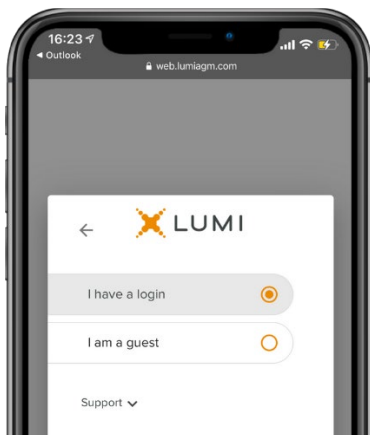 16:23
◄ Outlook
web.lumiagm.com
LUMI
I have a login
I am a guest
Support